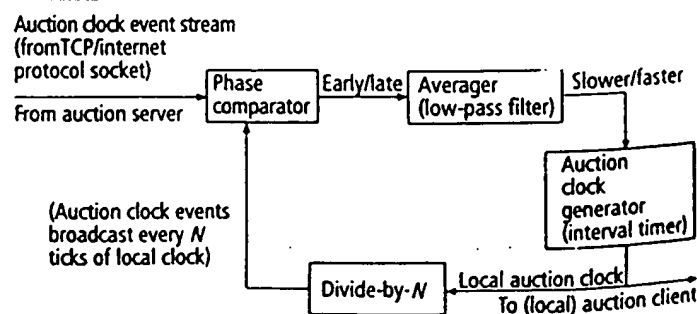 Auction clock event stream
(fromTCP/internet
protocol socket)
From auction server
Phase
comparator
Early/late
Averager
(low-pass filter)
Slower/faster
Auction
clock
generator
(interval timer)
(Auction clock events
broadcast every N
ticks of local clock)
Divide-by-N
Local auction clock
To (local) auction client